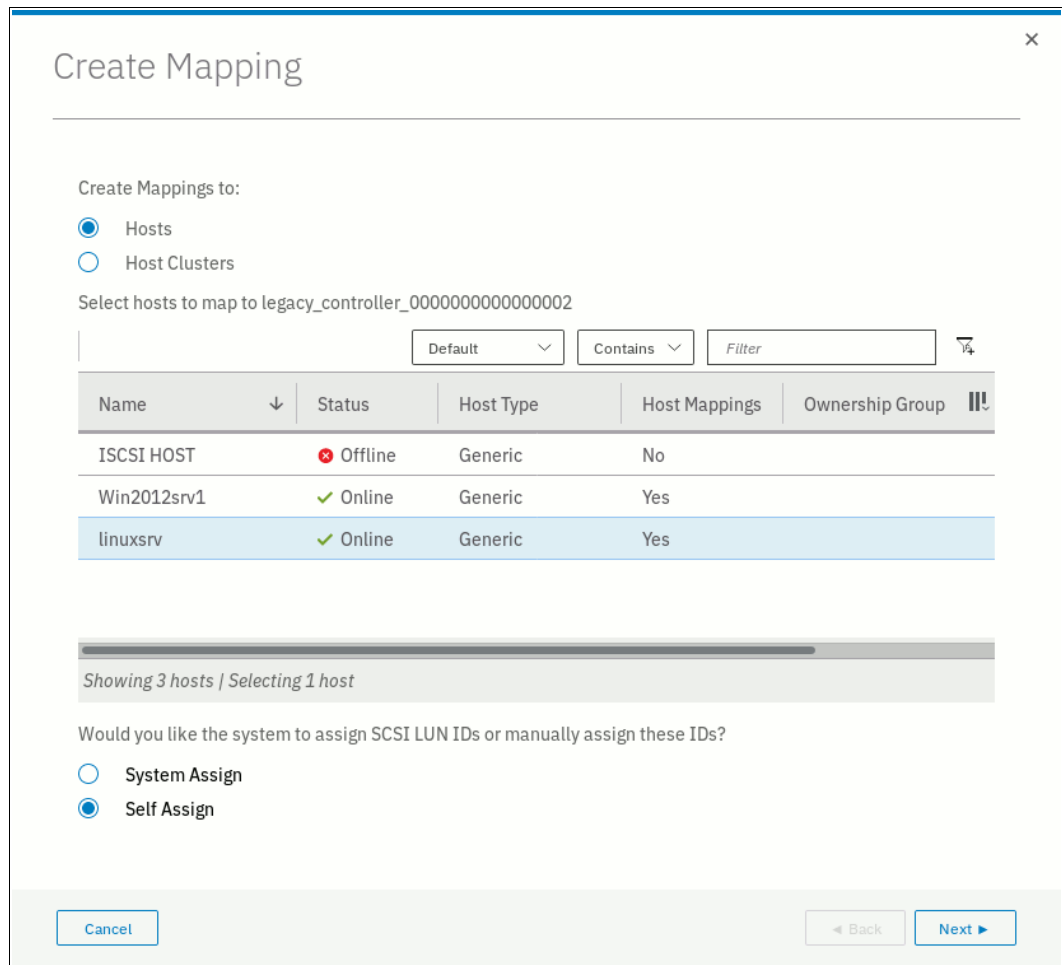 Create Mapping
Create Mappings to:
Hosts
Host Clusters
Select hosts to map to legacy_controller_0000000000000002
Default Contains Filter
Name Status Host Type Host Mappings Ownership Group
ISCSI HOST Offline Generic No
Win2012srv1 Online Generic Yes
linuxsrv Online Generic Yes
Showing 3 hosts | Selecting 1 host
Would you like the system to assign SCSI LUN IDs or manually assign these IDs?
System Assign
Self Assign
Cancel ◄ Back Next ►